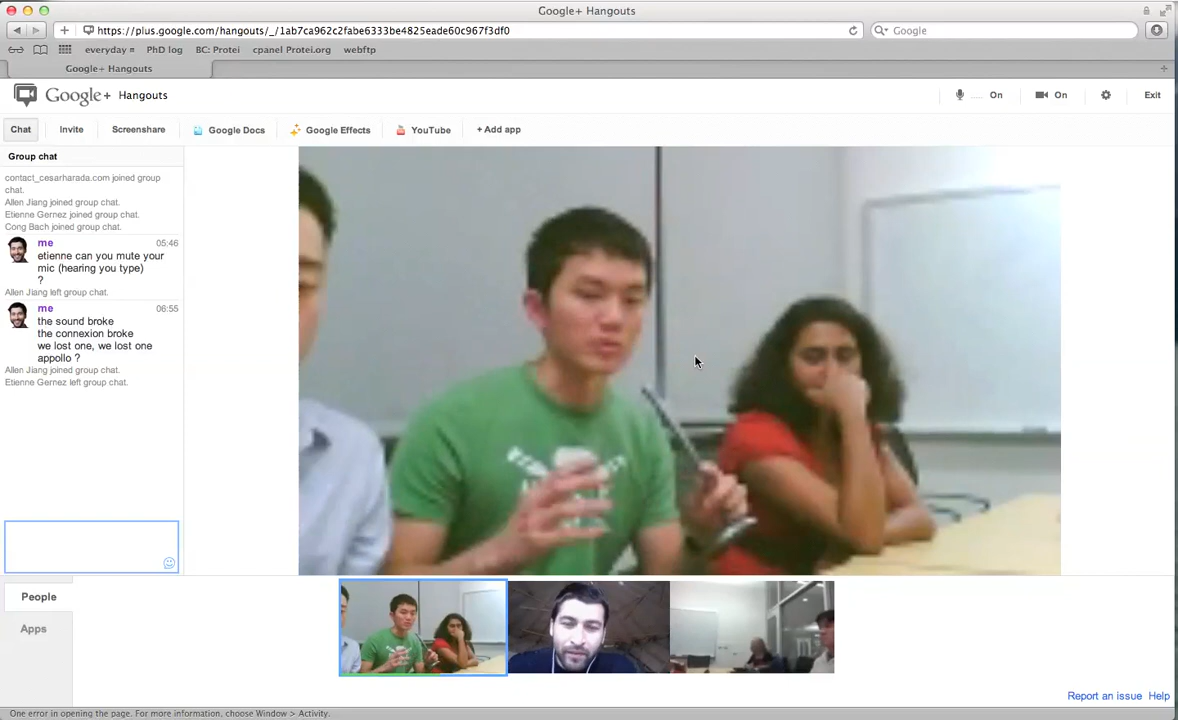 Google+ Hangouts
https://plus.google.com/hangouts/_/1ab7ca962c2fabe6333be4825eade60c967f3df0
Google
everyday
PhD log
BC: Protei
cpanel Protei.org
webftp
Google+ Hangouts
Google+ Hangouts
On
On
Exit
Chat
Invite
Screenshare
Google Docs
Google Effects
YouTube
+ Add app
Group chat
contact_cesarharada.com joined group
chat.
Allen Jiang joined group chat.
Etienne Gernez joined group chat.
Cong Bach joined group chat.
me 05:46
etienne can you mute your
mic (hearing you type)
?
Allen Jiang left group chat.
me 06:55
the sound broke
the connexion broke
we lost one, we lost one
appollo ?
Allen Jiang joined group chat.
Etienne Gernez left group chat.
People
Apps
Report an issue
Help
One error in opening the page. For more information, choose Window > Activity.